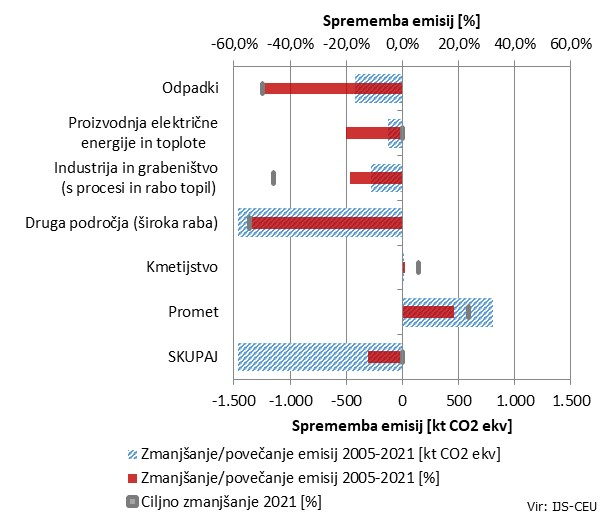 Sprememba emisij [%]
-60,0% -40,0% -20,0% 0,0% 20,0% 40,0% 60,0%
Odpadki
Proizvodnja električne
energije in toplote
Industrija in grabeništvo
(s procesi in rabo topil)
Druga področja (široka raba)
Kmetijstvo
Promet
SKUPAJ
-1.500 -1.000 -500 0 500 1.000 1.500
Sprememba emisij [kt CO2 ekv]
Zmanjšanje/povečanje emisij 2005-2021 [kt CO2 ekv]
Zmanjšanje/povečanje emisij 2005-2021 [%]
Ciljno zmanjšanje 2021 [%]
Vir: IJS-CEU